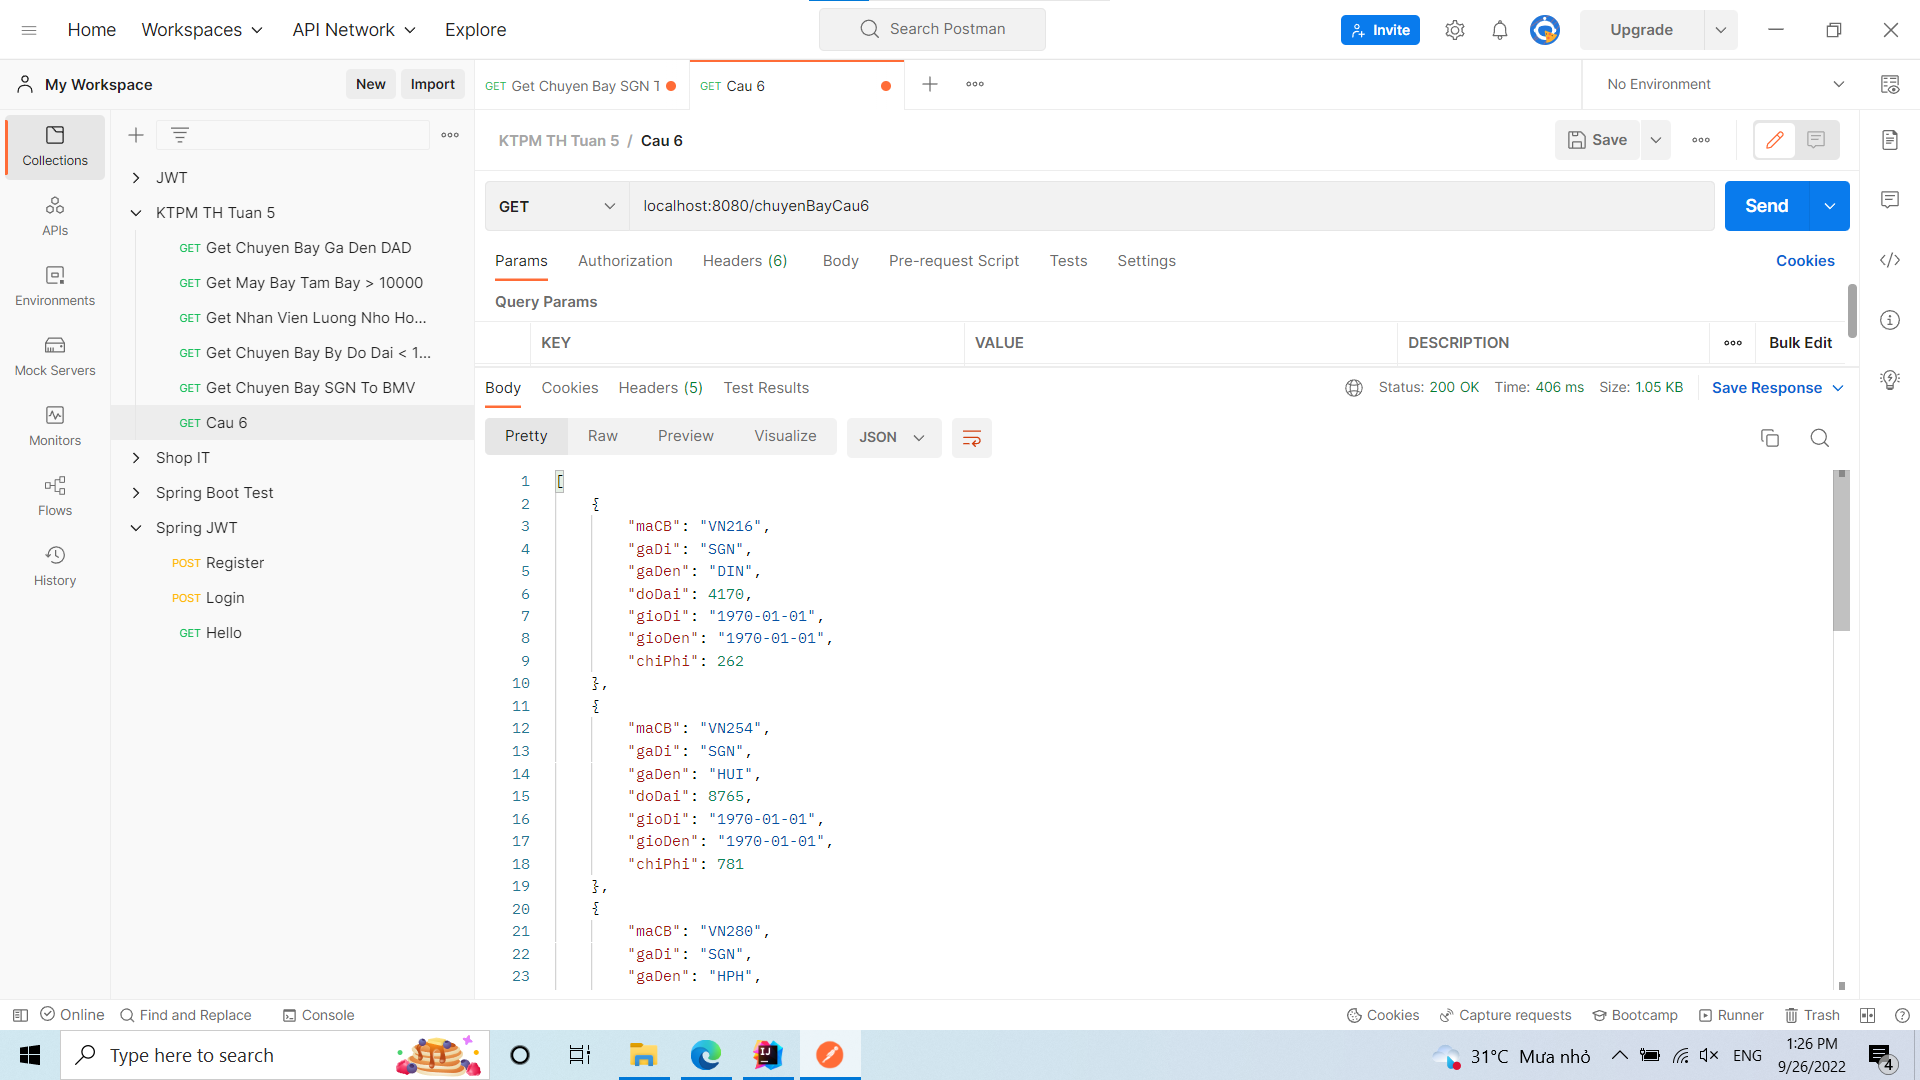 Home Workspaces API Network Explore Search Postman Invite Upgrade
My Workspace New Import GET Get Chuyen Bay SGN T GET Cau 6 No Environment
Collections
APIs
Environments
Mock Servers
Monitors
Flows
History
JWT
KTPM TH Tuan 5
GET Get Chuyen Bay Ga Den DAD
GET Get May Bay Tam Bay > 10000
GET Get Nhan Vien Luong Nho Ho...
GET Get Chuyen Bay By Do Dai < 1...
GET Get Chuyen Bay SGN To BMV
GET Cau 6
Shop IT
Spring Boot Test
Spring JWT
POST Register
POST Login
GET Hello
KTPM TH Tuan 5 / Cau 6 Save
GET localhost:8080/chuyenBayCau6 Send
Params Authorization Headers (6) Body Pre-request Script Tests Settings Cookies
Query Params
KEY VALUE DESCRIPTION Bulk Edit
Body Cookies Headers (5) Test Results Status: 200 OK Time: 406 ms Size: 1.05 KB Save Response
Pretty Raw Preview Visualize JSON
1 [
2 {
3 "maCB": "VN216",
4 "gaDi": "SGN",
5 "gaDen": "DIN",
6 "doDai": 4170,
7 "gioDi": "1970-01-01",
8 "gioDen": "1970-01-01",
9 "chiPhi": 262
10 },
11 {
12 "maCB": "VN254",
13 "gaDi": "SGN",
14 "gaDen": "HUI",
15 "doDai": 8765,
16 "gioDi": "1970-01-01",
17 "gioDen": "1970-01-01",
18 "chiPhi": 781
19 },
20 {
21 "maCB": "VN280",
22 "gaDi": "SGN",
23 "gaDen": "HPH",
Online Find and Replace Console Cookies Capture requests Bootcamp Runner Trash
Type here to search 31°C Mưa nhỏ ENG 1:26 PM
9/26/2022 4